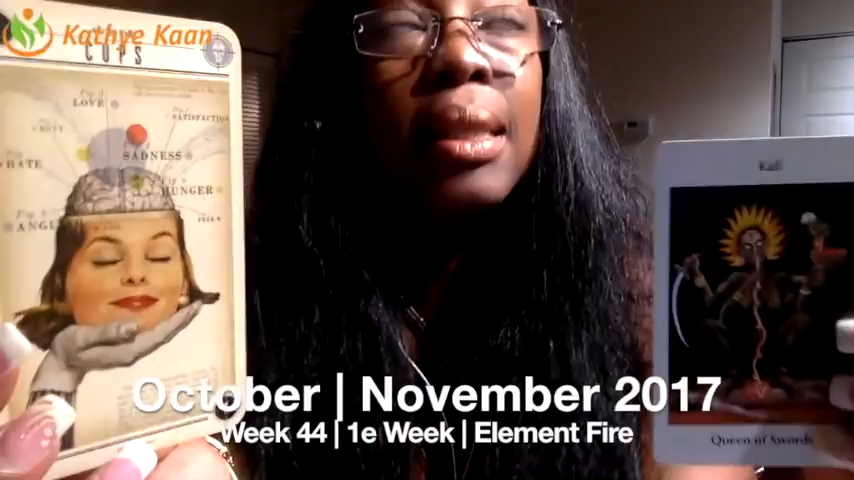 Kathye Kaan
CUPS
LOVE
SATISFACTION
HATE
SADNESS
HUNGER
ANGER
FEAR
Kali
Queen of Swords
October | November 2017
Week 44 | 1e Week | Element Fire